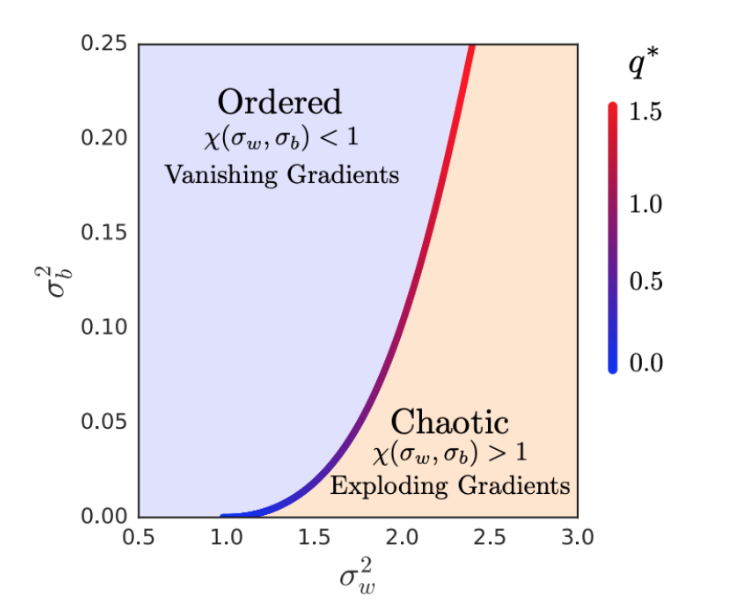 0.25
0.20
0.15
0.10
0.05
0.00
σ_b^2
Ordered
χ(σ_w, σ_b) < 1
Vanishing Gradients
Chaotic
χ(σ_w, σ_b) > 1
Exploding Gradients
0.5 1.0 1.5 2.0 2.5 3.0
σ_w^2
q*
1.5
1.0
0.5
0.0